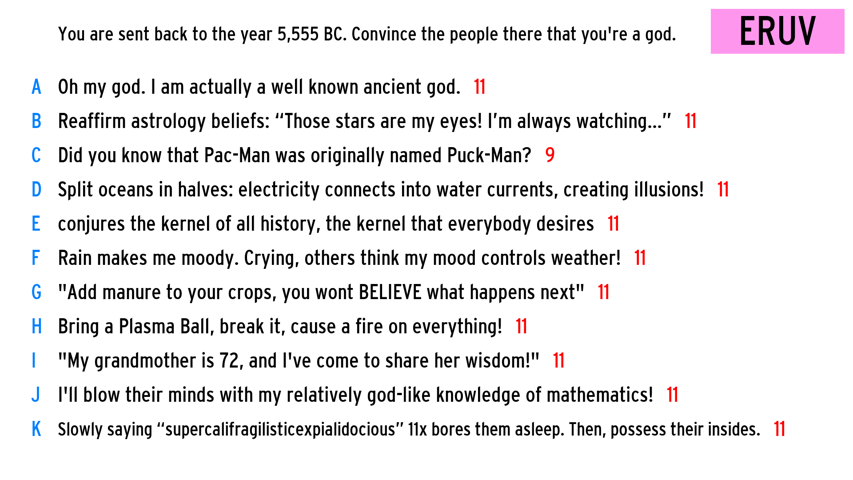 You are sent back to the year 5,555 BC. Convince the people there that you're a god.
ERUV
A Oh my god. I am actually a well known ancient god. 11
B Reaffirm astrology beliefs: “Those stars are my eyes! I’m always watching...” 11
C Did you know that Pac-Man was originally named Puck-Man? 9
D Split oceans in halves: electricity connects into water currents, creating illusions! 11
E conjures the kernel of all history, the kernel that everybody desires 11
F Rain makes me moody. Crying, others think my mood controls weather! 11
G "Add manure to your crops, you wont BELIEVE what happens next" 11
H Bring a Plasma Ball, break it, cause a fire on everything! 11
I "My grandmother is 72, and I've come to share her wisdom!" 11
J I'll blow their minds with my relatively god-like knowledge of mathematics! 11
K Slowly saying “supercalifragilisticexpialidocious” 11x bores them asleep. Then, possess their insides. 11